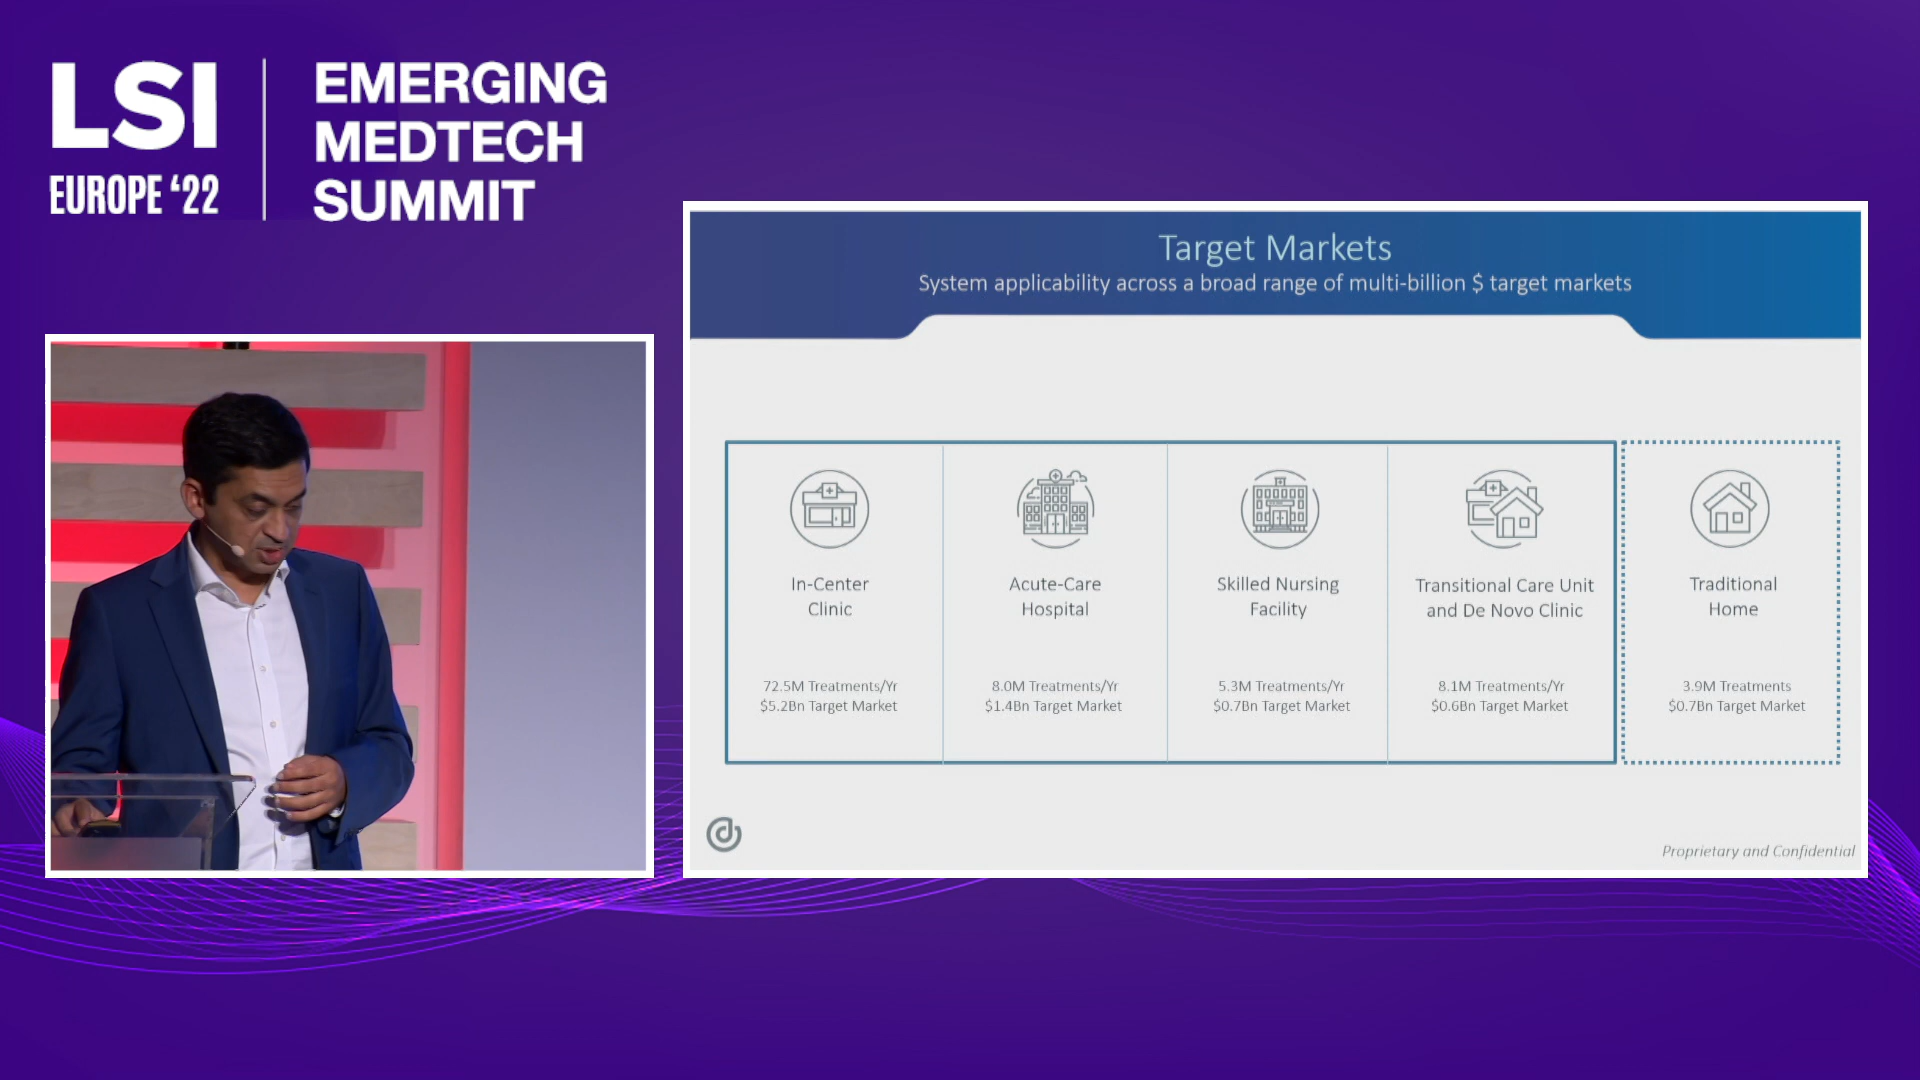 LSI
EUROPE '22
EMERGING
MEDTECH
SUMMIT
Target Markets
System applicability across a broad range of multi-billion $ target markets
In-Center
Clinic
72.5M Treatments/Yr
$5.2Bn Target Market
Acute-Care
Hospital
8.0M Treatments/Yr
$1.4Bn Target Market
Skilled Nursing
Facility
5.3M Treatments/Yr
$0.7Bn Target Market
Transitional Care Unit
and De Novo Clinic
8.1M Treatments/Yr
$0.6Bn Target Market
Traditional
Home
3.9M Treatments
$0.7Bn Target Market
Proprietary and Confidential